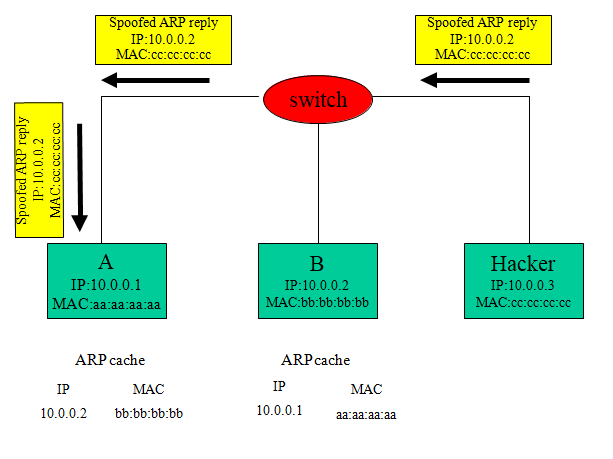 Spoofed ARP reply
IP:10.0.0.2
MAC:cc:cc:cc:cc
Spoofed ARP reply
IP:10.0.0.2
MAC:cc:cc:cc:cc
switch
Spoofed ARP reply
IP:10.0.0.2
MAC:cc:cc:cc:cc
A
IP:10.0.0.1
MAC:aa:aa:aa:aa
B
IP:10.0.0.2
MAC:bb:bb:bb:bb
Hacker
IP:10.0.0.3
MAC:cc:cc:cc:cc
ARP cache
IP MAC
10.0.0.2 bb:bb:bb:bb
ARP cache
IP MAC
10.0.0.1 aa:aa:aa:aa